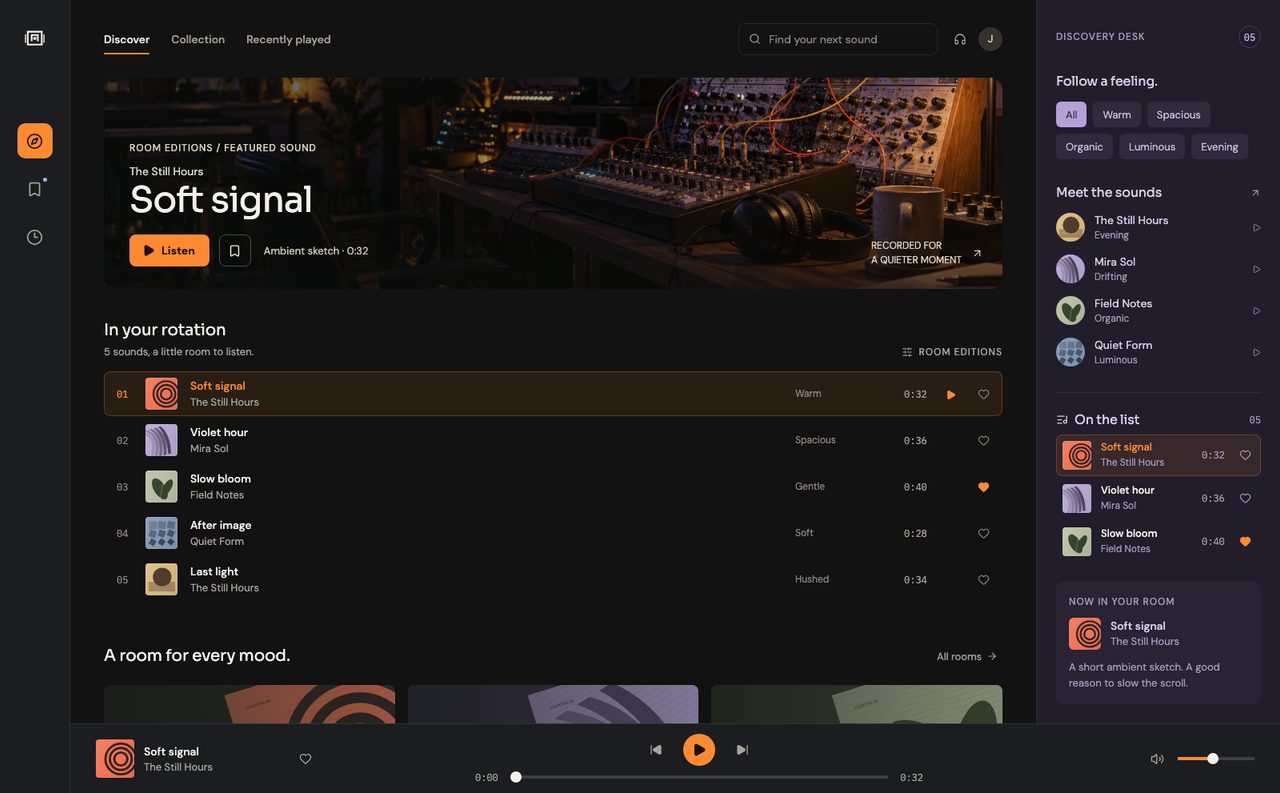 Discover Collection Recently played
Find your next sound
J
ROOM EDITIONS / FEATURED SOUND
The Still Hours
Soft signal
Listen
Ambient sketch · 0:32
RECORDED FOR
A QUIETER MOMENT
In your rotation
5 sounds, a little room to listen.
ROOM EDITIONS
01 Soft signal The Still Hours Warm 0:32
02 Violet hour Mira Sol Spacious 0:36
03 Slow bloom Field Notes Gentle 0:40
04 After image Quiet Form Soft 0:28
05 Last light The Still Hours Hushed 0:34
A room for every mood.
All rooms
DISCOVERY DESK 05
Follow a feeling.
All Warm Spacious
Organic Luminous Evening
Meet the sounds
The Still Hours
Evening
Mira Sol
Drifting
Field Notes
Organic
Quiet Form
Luminous
On the list 05
Soft signal
The Still Hours
0:32
Violet hour
Mira Sol
0:36
Slow bloom
Field Notes
0:40
NOW IN YOUR ROOM
Soft signal
The Still Hours
A short ambient sketch. A good
reason to slow the scroll.
Soft signal
The Still Hours
0:00 0:32